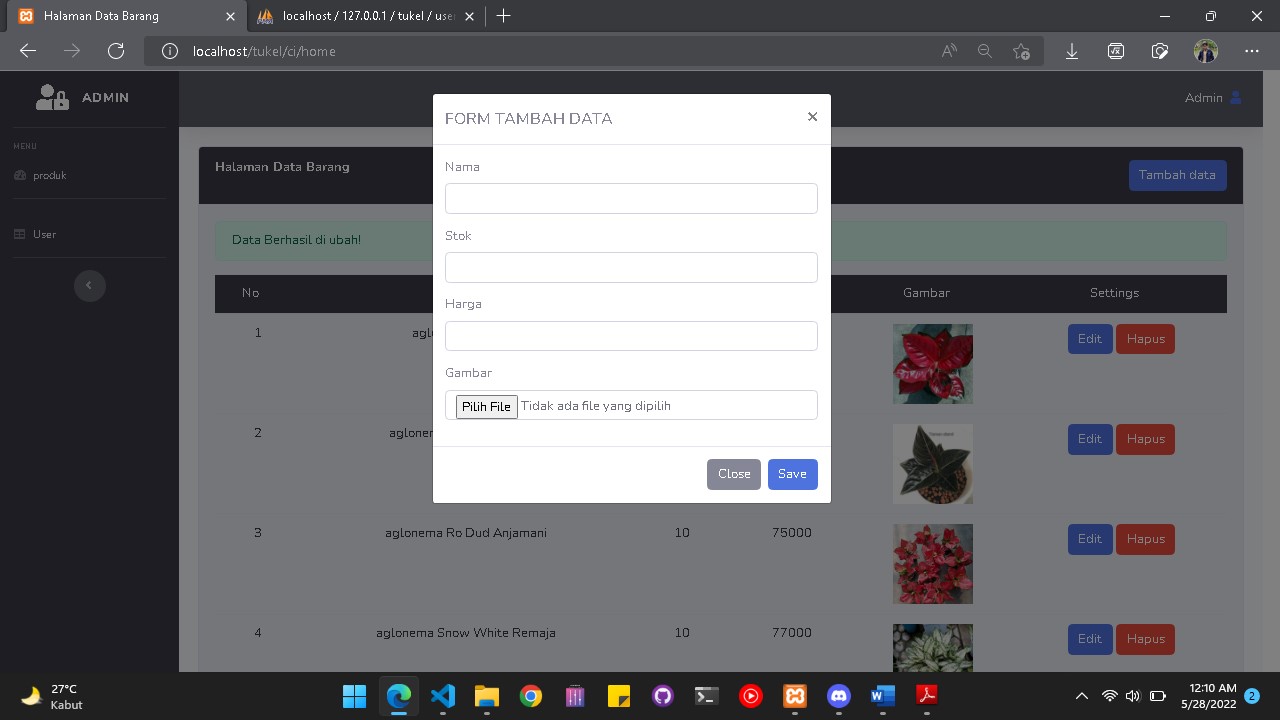 Halaman Data Barang
localhost / 127.0.0.1 / tukel / use
localhost/tukel/ci/home
ADMIN
Admin
MENU
produk
User
Halaman Data Barang
Tambah data
Data Berhasil di ubah!
FORM TAMBAH DATA
Nama
Stok
Harga
Gambar
Pilih File Tidak ada file yang dipilih
Close Save
No Gambar Settings
1 agl Edit Hapus
2 aglone Edit Hapus
3 aglonema Ro Dud Anjamani 10 75000 Edit Hapus
4 aglonema Snow White Remaja 10 77000 Edit Hapus
27°C
Kabut
12:10 AM
5/28/2022
2